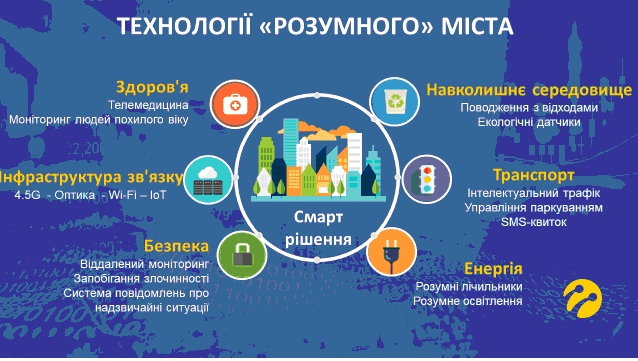 ТЕХНОЛОГІЇ «РОЗУМНОГО» МІСТА
Здоров'я
Телемедицина
Моніторинг людей похилого віку
Інфраструктура зв'язку
4.5G - Оптика - Wi-Fi – IoT
Безпека
Віддалений моніторинг
Запобігання злочинності
Система повідомлень про
надзвичайні ситуації
Смарт
рішення
Навколишнє середовище
Поводження з відходами
Екологічні датчики
Транспорт
Інтелектуальний трафік
Управління паркуванням
SMS-квиток
Енергія
Розумні лічильники
Розумне освітлення